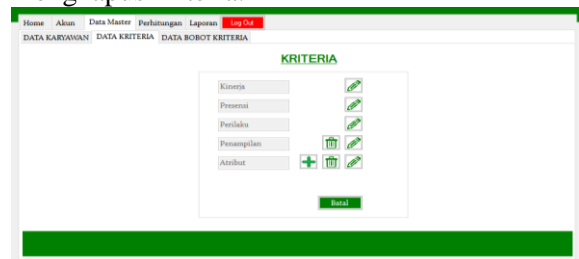 Home Akun Data Master Perhitungan Laporan Log Out
DATA KARYAWAN DATA KRITERIA DATA BOBOT KRITERIA
KRITERIA
Kinerja
Presensi
Perilaku
Penampilan
Atribut
Batal